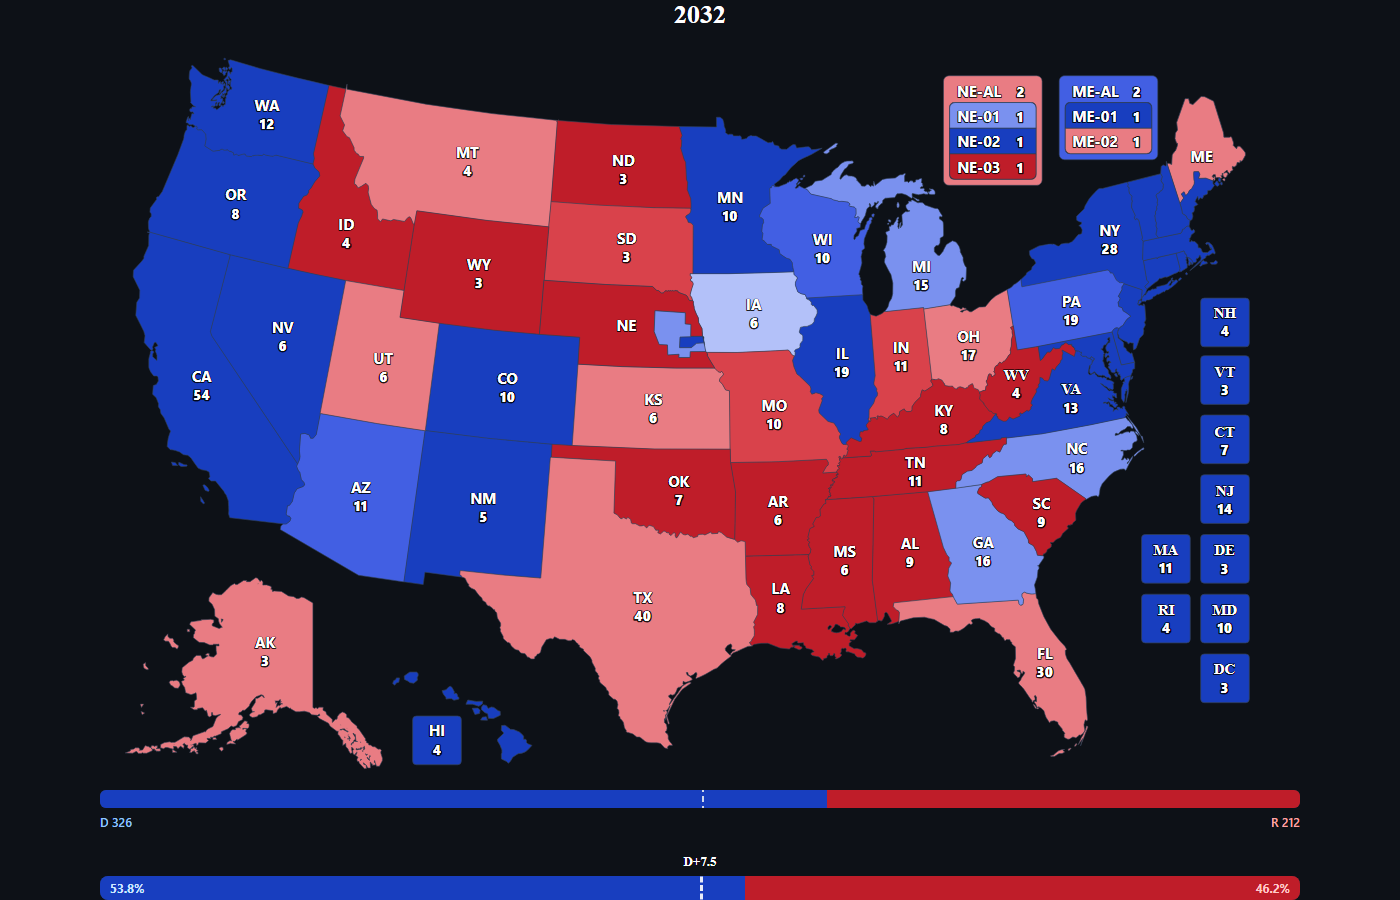 2032
WA
12
OR
8
CA
54
NV
6
ID
4
MT
4
WY
3
UT
6
AZ
11
CO
10
NM
5
ND
3
SD
3
NE
KS
6
OK
7
TX
40
MN
10
IA
6
MO
10
AR
6
LA
8
WI
10
IL
19
MI
15
IN
11
OH
17
KY
8
TN
11
MS
6
AL
9
GA
16
FL
30
SC
9
NC
16
VA
13
WV
4
PA
19
NY
28
ME
AK
3
HI
4
NE-AL 2
NE-01 1
NE-02 1
NE-03 1
ME-AL 2
ME-01 1
ME-02 1
NH
4
VT
3
CT
7
NJ
14
MA
11
DE
3
RI
4
MD
10
DC
3
D 326
R 212
D+7.5
53.8%
46.2%